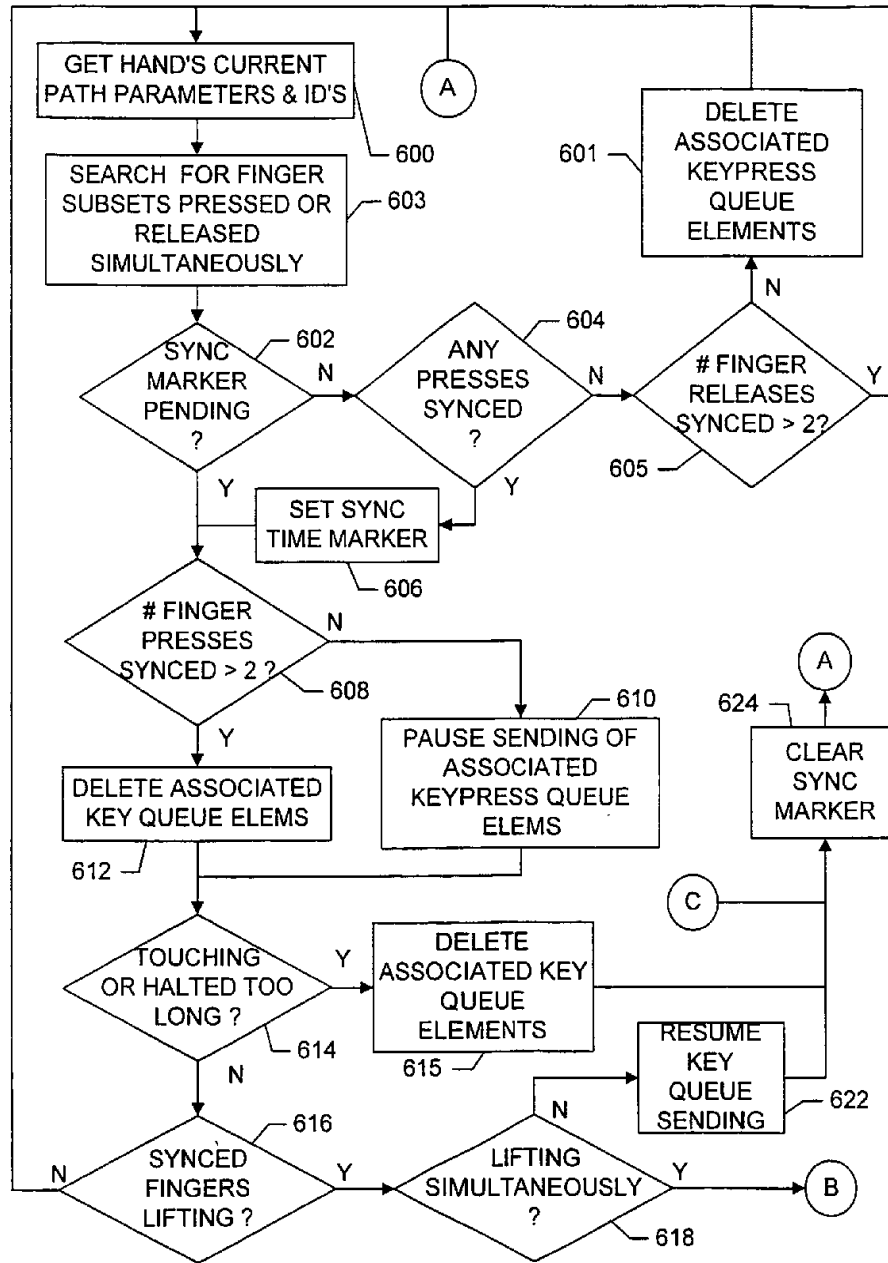 GET HAND'S CURRENT
PATH PARAMETERS & ID'S
600
A
DELETE
ASSOCIATED
KEYPRESS
QUEUE
ELEMENTS
601
SEARCH FOR FINGER
SUBSETS PRESSED OR
RELEASED
SIMULTANEOUSLY
603
SYNC
MARKER
PENDING
?
602
N
Y
ANY
PRESSES
SYNCED
?
604
N
Y
# FINGER
RELEASES
SYNCED > 2?
605
N
Y
SET SYNC
TIME MARKER
606
# FINGER
PRESSES
SYNCED > 2 ?
608
N
Y
PAUSE SENDING OF
ASSOCIATED
KEYPRESS QUEUE
ELEMS
610
DELETE ASSOCIATED
KEY QUEUE ELEMS
612
A
624
CLEAR
SYNC
MARKER
C
TOUCHING
OR HALTED TOO
LONG ?
614
Y
N
DELETE
ASSOCIATED KEY
QUEUE
ELEMENTS
615
RESUME
KEY
QUEUE
SENDING
622
SYNCED
FINGERS
LIFTING ?
616
N
Y
LIFTING
SIMULTANEOUSLY
?
618
N
Y
B